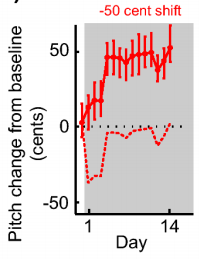 -50 cent shift
Pitch change from baseline
(cents)
50
0
-50
1
14
Day